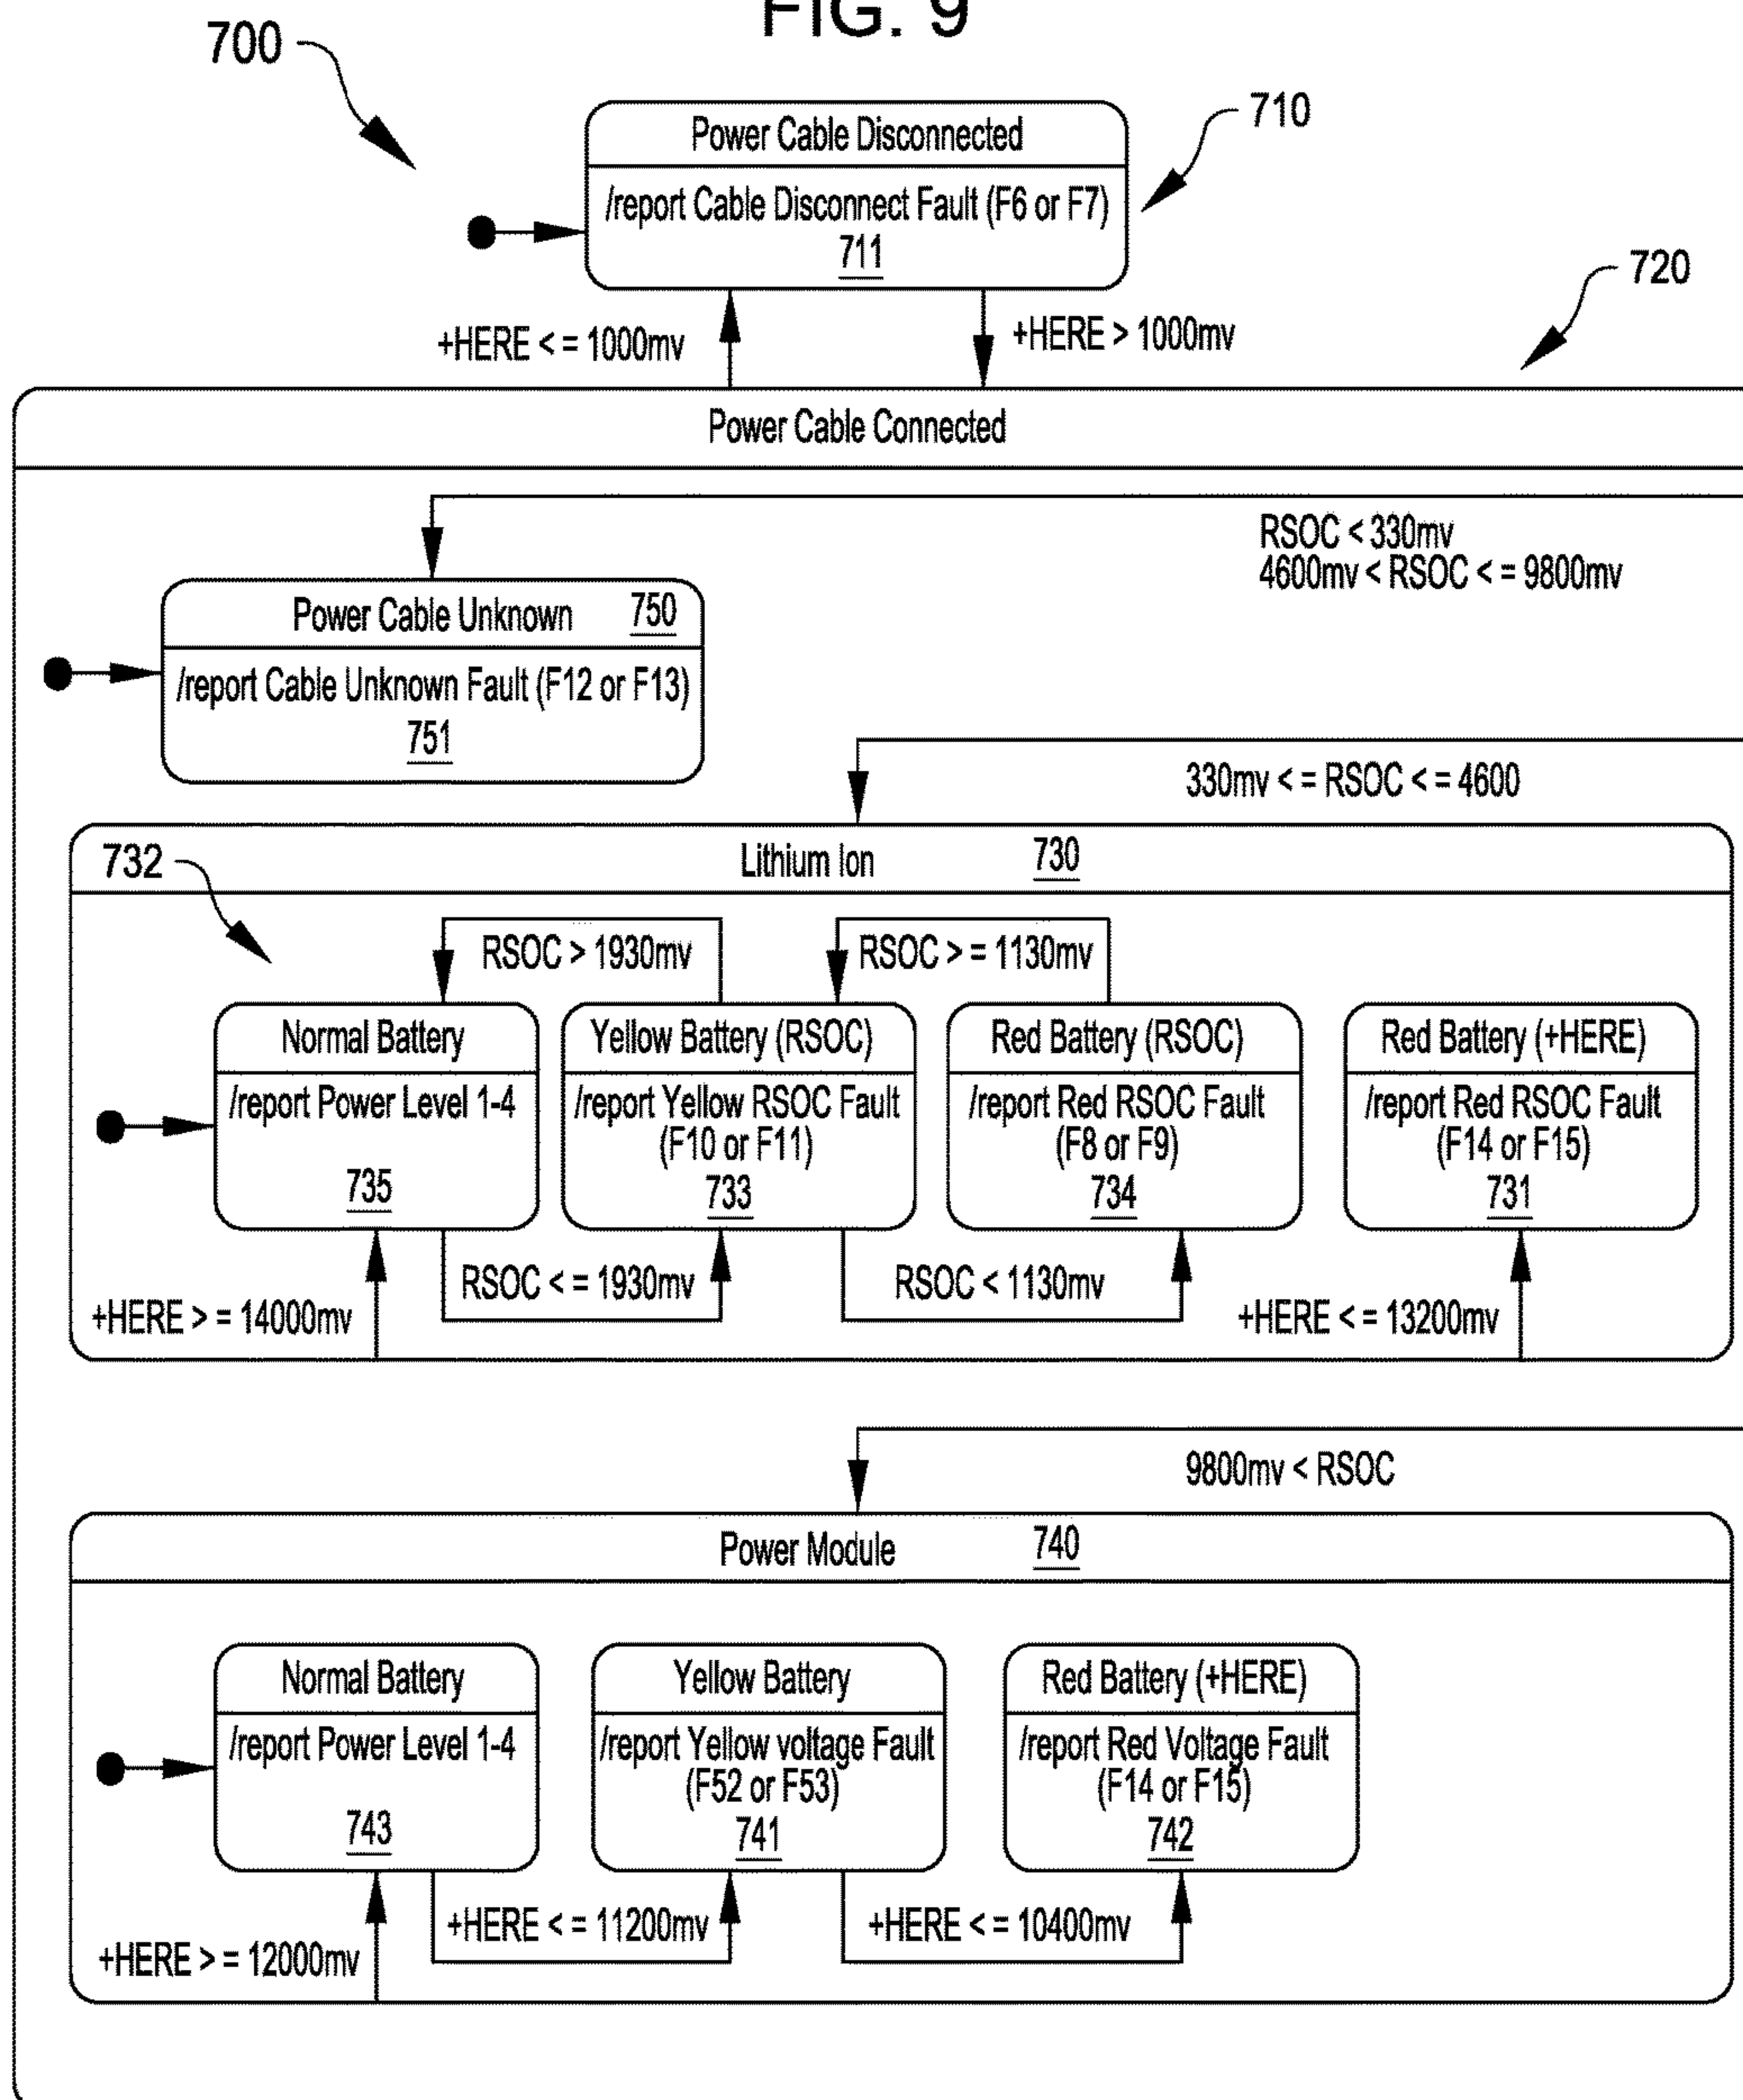 FIG. 9
700
Power Cable Disconnected
710
/report Cable Disconnect Fault (F6 or F7)
711
720
+HERE < = 1000mv
+HERE > 1000mv
Power Cable Connected
RSOC < 330mv
4600mv < RSOC < = 9800mv
Power Cable Unknown 750
/report Cable Unknown Fault (F12 or F13)
751
330mv < = RSOC < = 4600
732
Lithium Ion 730
RSOC > 1930mv
RSOC > = 1130mv
Normal Battery
/report Power Level 1-4
735
Yellow Battery (RSOC)
/report Yellow RSOC Fault
(F10 or F11)
733
Red Battery (RSOC)
/report Red RSOC Fault
(F8 or F9)
734
Red Battery (+HERE)
/report Red RSOC Fault
(F14 or F15)
731
+HERE > = 14000mv
RSOC < = 1930mv
RSOC < 1130mv
+HERE < = 13200mv
9800mv < RSOC
Power Module 740
Normal Battery
/report Power Level 1-4
743
Yellow Battery
/report Yellow voltage Fault
(F52 or F53)
741
Red Battery (+HERE)
/report Red Voltage Fault
(F14 or F15)
742
+HERE > = 12000mv
+HERE < = 11200mv
+HERE < = 10400mv